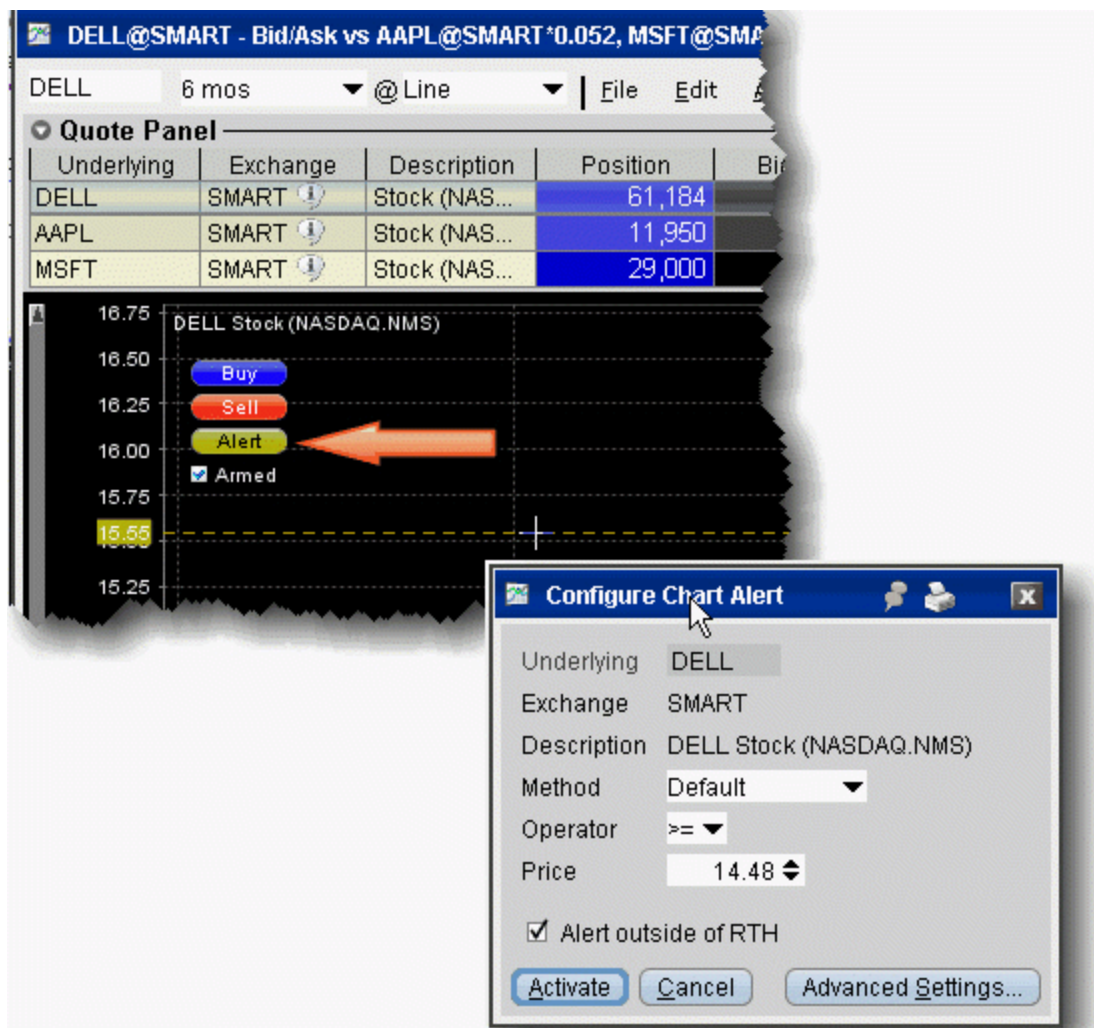 DELL@SMART - Bid/Ask vs AAPL@SMART*0.052, MSFT@SMA
DELL 6 mos @ Line File Edit
Quote Panel
Underlying Exchange Description Position
DELL SMART Stock (NAS... 61,184
AAPL SMART Stock (NAS... 11,950
MSFT SMART Stock (NAS... 29,000
16.75
DELL Stock (NASDAQ.NMS)
16.50
Buy
16.25
Sell
Alert
16.00
Armed
15.75
15.55
15.25
Configure Chart Alert
Underlying DELL
Exchange SMART
Description DELL Stock (NASDAQ.NMS)
Method Default
Operator >=
Price 14.48
Alert outside of RTH
Activate Cancel Advanced Settings...